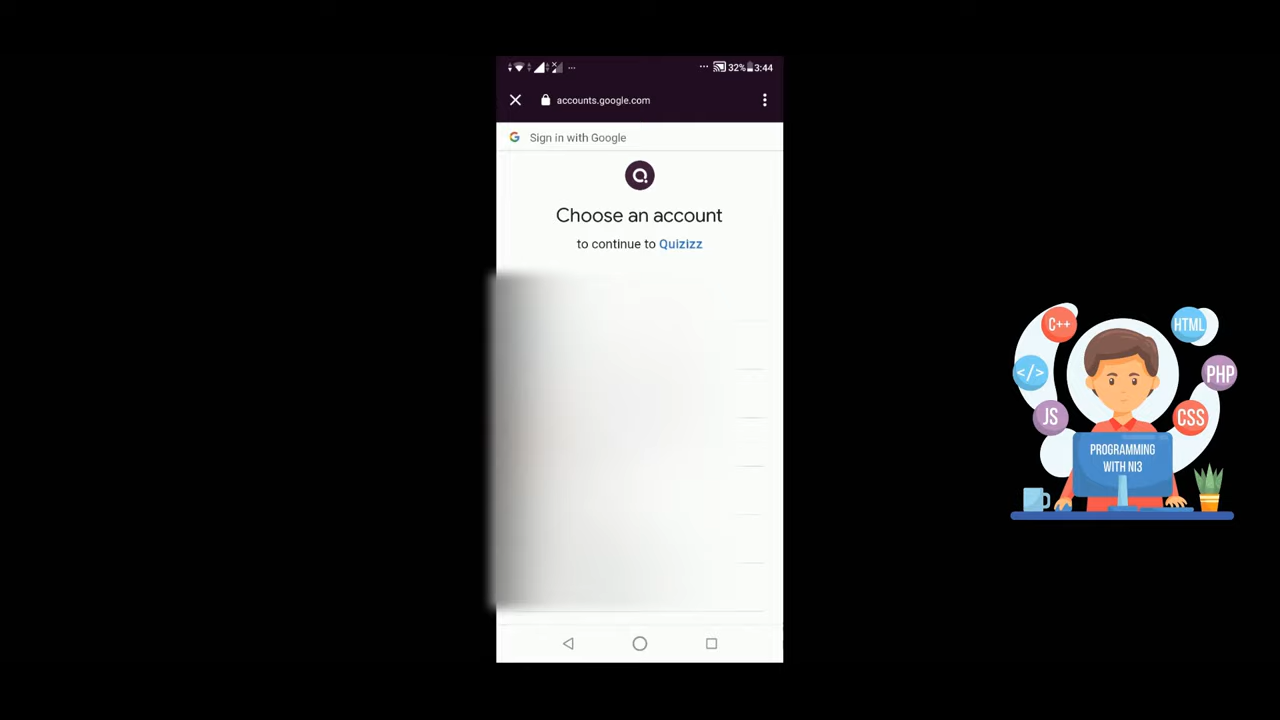 32% 3:44
accounts.google.com
Sign in with Google
Choose an account
to continue to Quizizz
C++
HTML
</>
PHP
JS
CSS
PROGRAMMING
WITH NI3